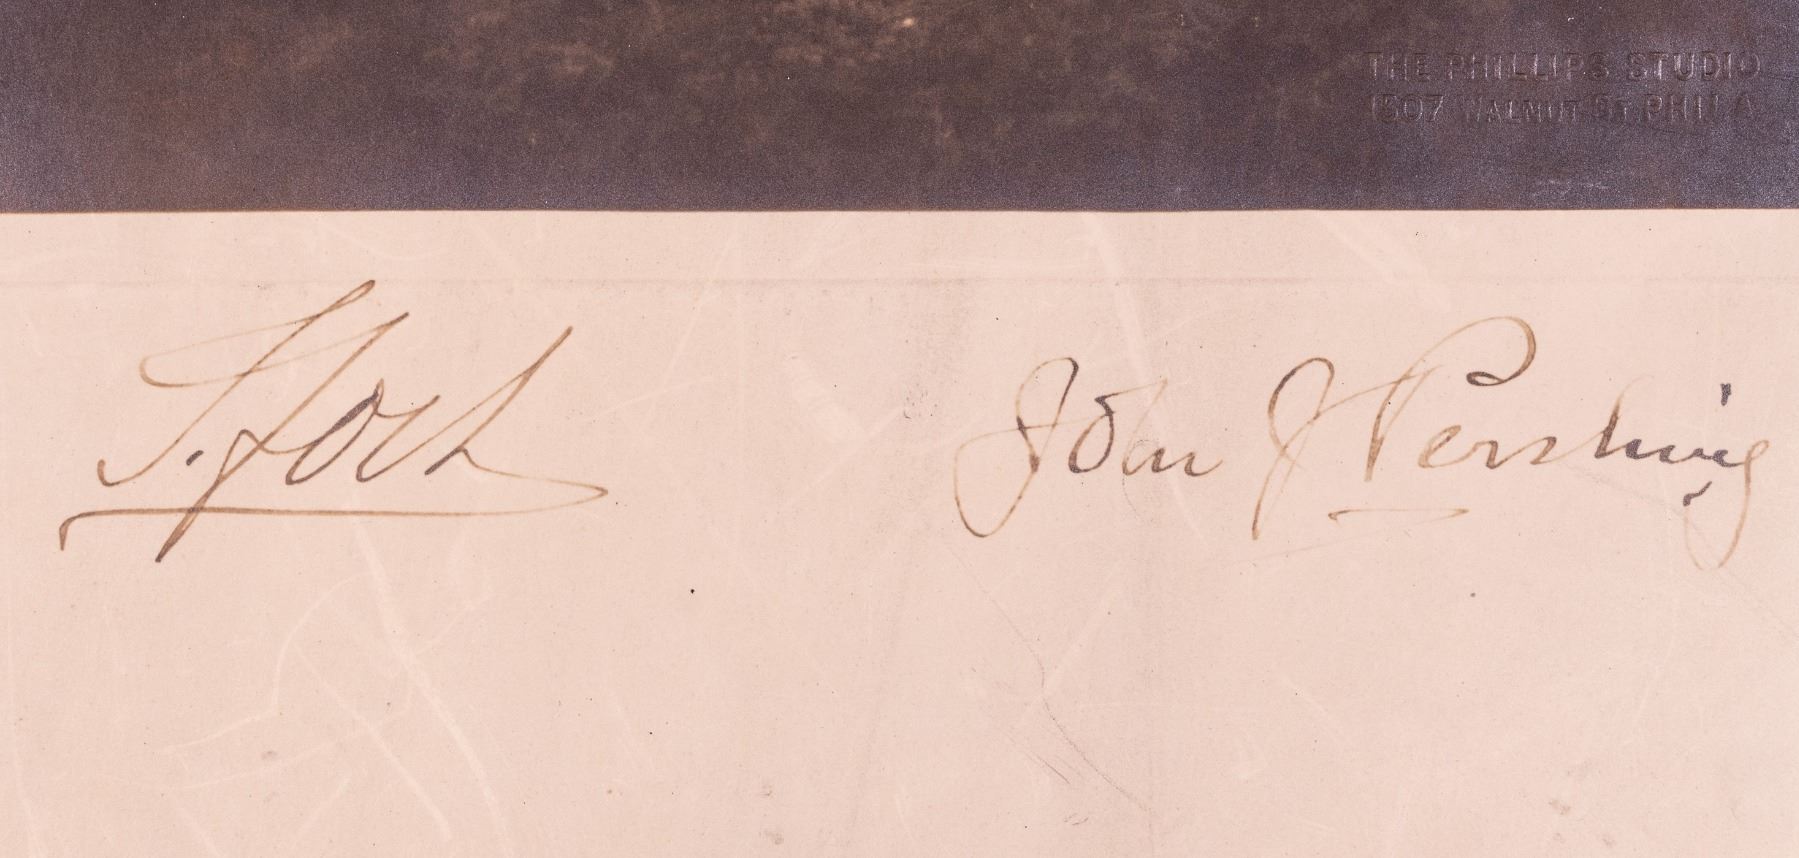 THE PHILLIPS STUDIO
1507 WALNUT ST PHILA
F. Foch John J Pershing